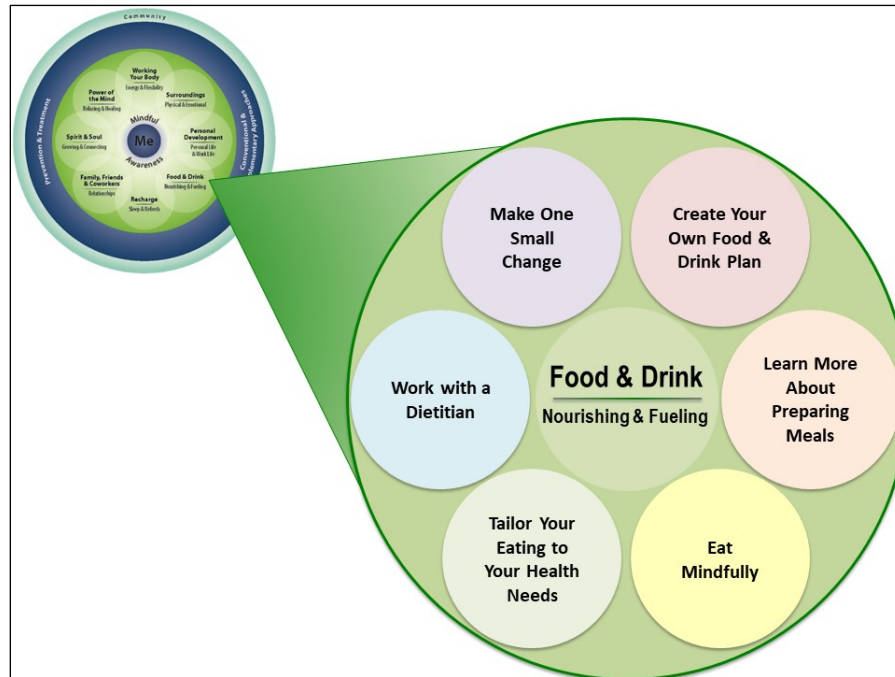 Community
Working
Your Body
Energy & Flexibility
Surroundings
Physical & Emotional
Personal
Development
Personal Life
& Work Life
Food & Drink
Nourishing & Fueling
Recharge
Sleep & Refresh
Family, Friends
& Coworkers
Relationships
Spirit & Soul
Growing & Connecting
Power of
the Mind
Relaxing & Healing
Mindful
Me
Awareness
Prevention & Treatment
Conventional &
Make One
Small
Change
Create Your
Own Food &
Drink Plan
Work with a
Dietitian
Food & Drink
Nourishing & Fueling
Learn More
About
Preparing
Meals
Tailor Your
Eating to
Your Health
Needs
Eat
Mindfully